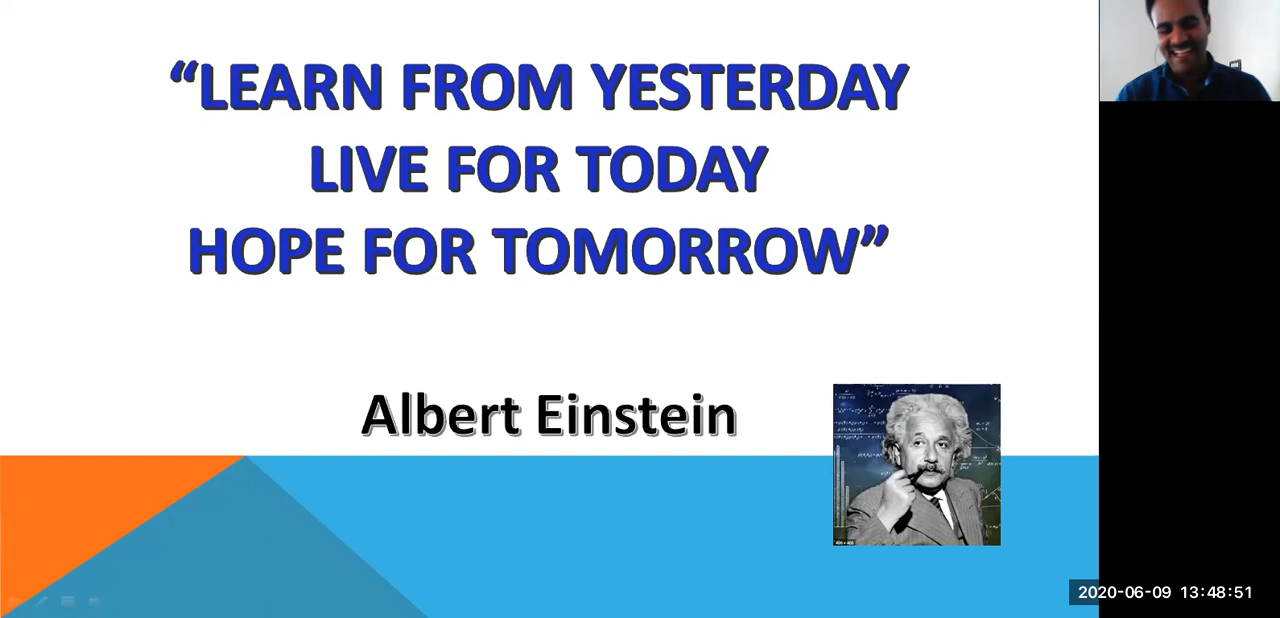 “LEARN FROM YESTERDAY
LIVE FOR TODAY
HOPE FOR TOMORROW”
Albert Einstein
2020-06-09 13:48:51